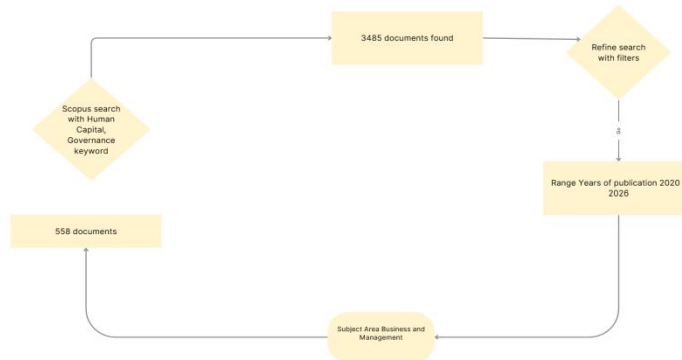 3485 documents found
Refine search
with filters
Scopus search
with Human
Capital,
Governance
keyword
Range Years of publication 2020
2026
558 documents
Subject Area Business and
Management